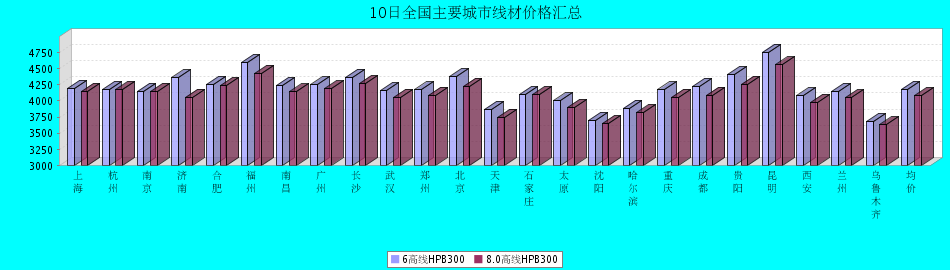 10日全国主要城市线材价格汇总
4750
4500
4250
4000
3750
3500
3250
3000
上海
杭州
南京
济南
合肥
福州
南昌
广州
长沙
武汉
郑州
北京
天津
石家庄
太原
沈阳
哈尔滨
重庆
成都
贵阳
昆明
西安
兰州
乌鲁木齐
均价
6高线HPB300
8.0高线HPB300